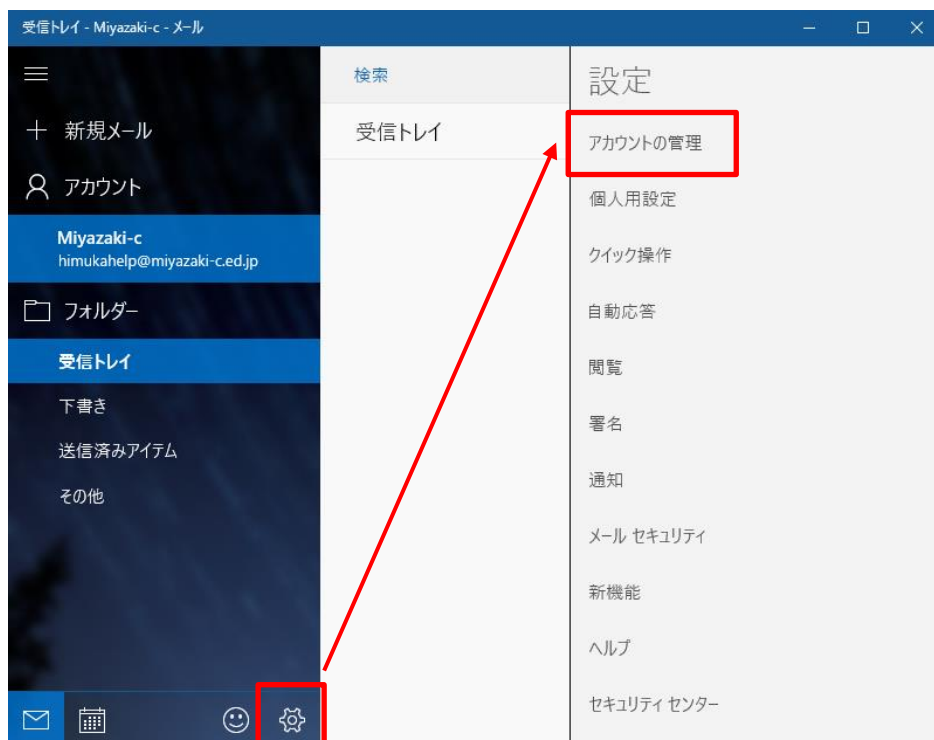 受信トレイ - Miyazaki-c - メール
新規メール
アカウント
Miyazaki-c
himukahelp@miyazaki-c.ed.jp
フォルダー
受信トレイ
下書き
送信済みアイテム
その他
検索
受信トレイ
設定
アカウントの管理
個人用設定
クイック操作
自動応答
閲覧
署名
通知
メール セキュリティ
新機能
ヘルプ
セキュリティ センター